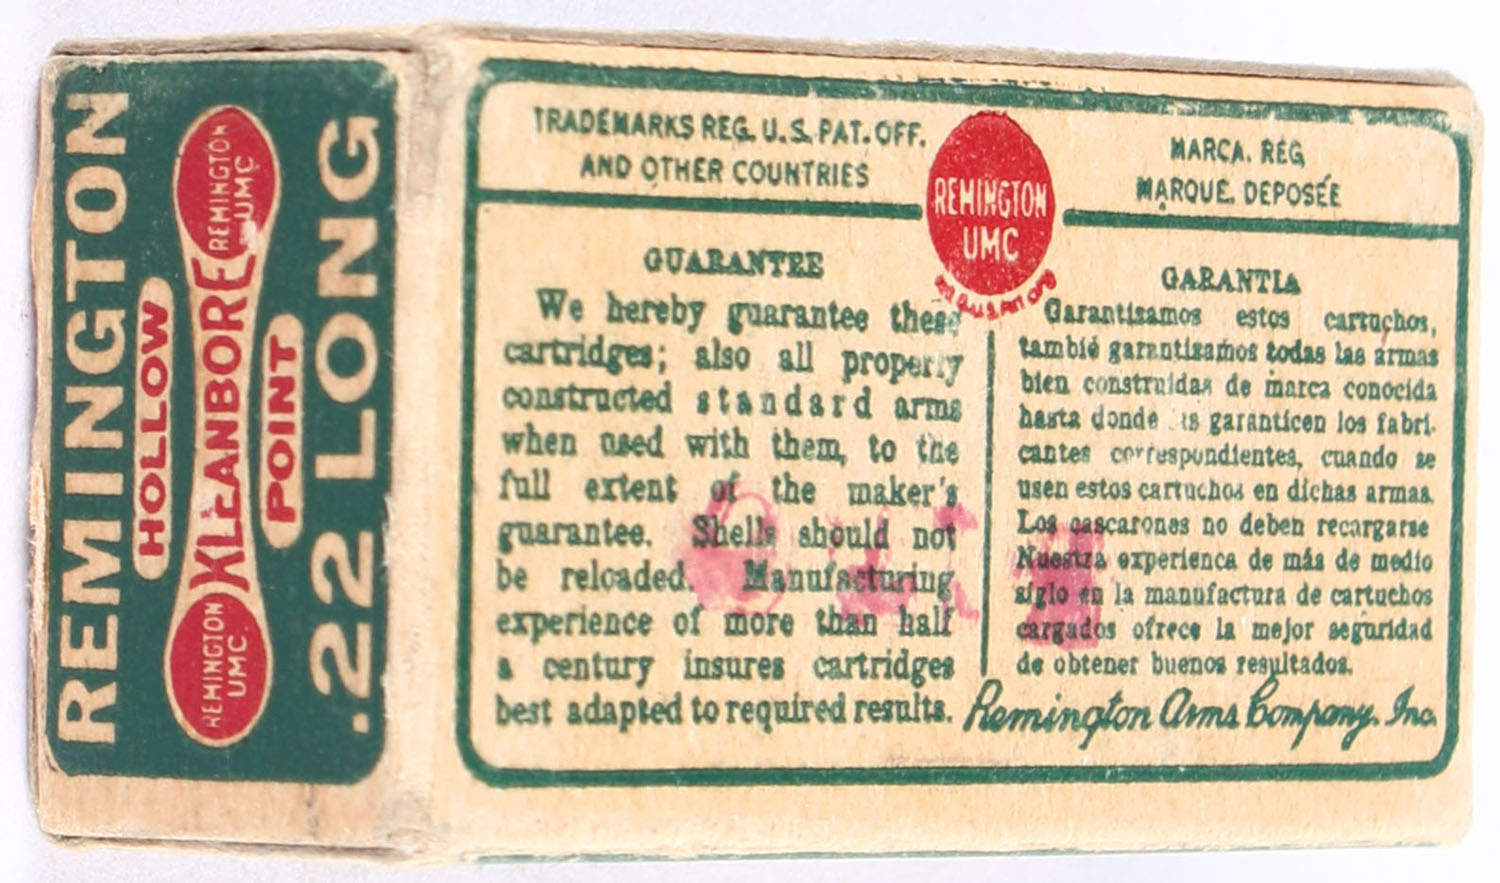 REMINGTON
HOLLOW
REMINGTON
UMC
KLEANBORE
REMINGTON
UMC
POINT
.22 LONG
TRADEMARKS REG. U.S. PAT. OFF.
AND OTHER COUNTRIES
REMINGTON
UMC
MARCA. REG,
MARQUE. DEPOSÉE
GUARANTEE
We hereby guarantee these
cartridges; also all properly
constructed standard arms
when used with them, to the
full extent of the maker's
guarantee. Shells should not
be reloaded. Manufacturing
experience of more than half
a century insures cartridges
best adapted to required results.
GARANTIA
Garantisamos estos cartuchos,
tambié garantisamos todas las armas
bien construidas de marca conocida
hasta donde garanticen los fabri-
cantes correspondientes, cuando se
usen estos cartuchos en dichas armas.
Los cascarones no deben recargarse
Nuestra experienca de más de medio
siglo en la manufactura de cartuchos
cargados ofrece la mejor seguridad
de obtener buenos resultados.
Remington Arms Company, Inc.